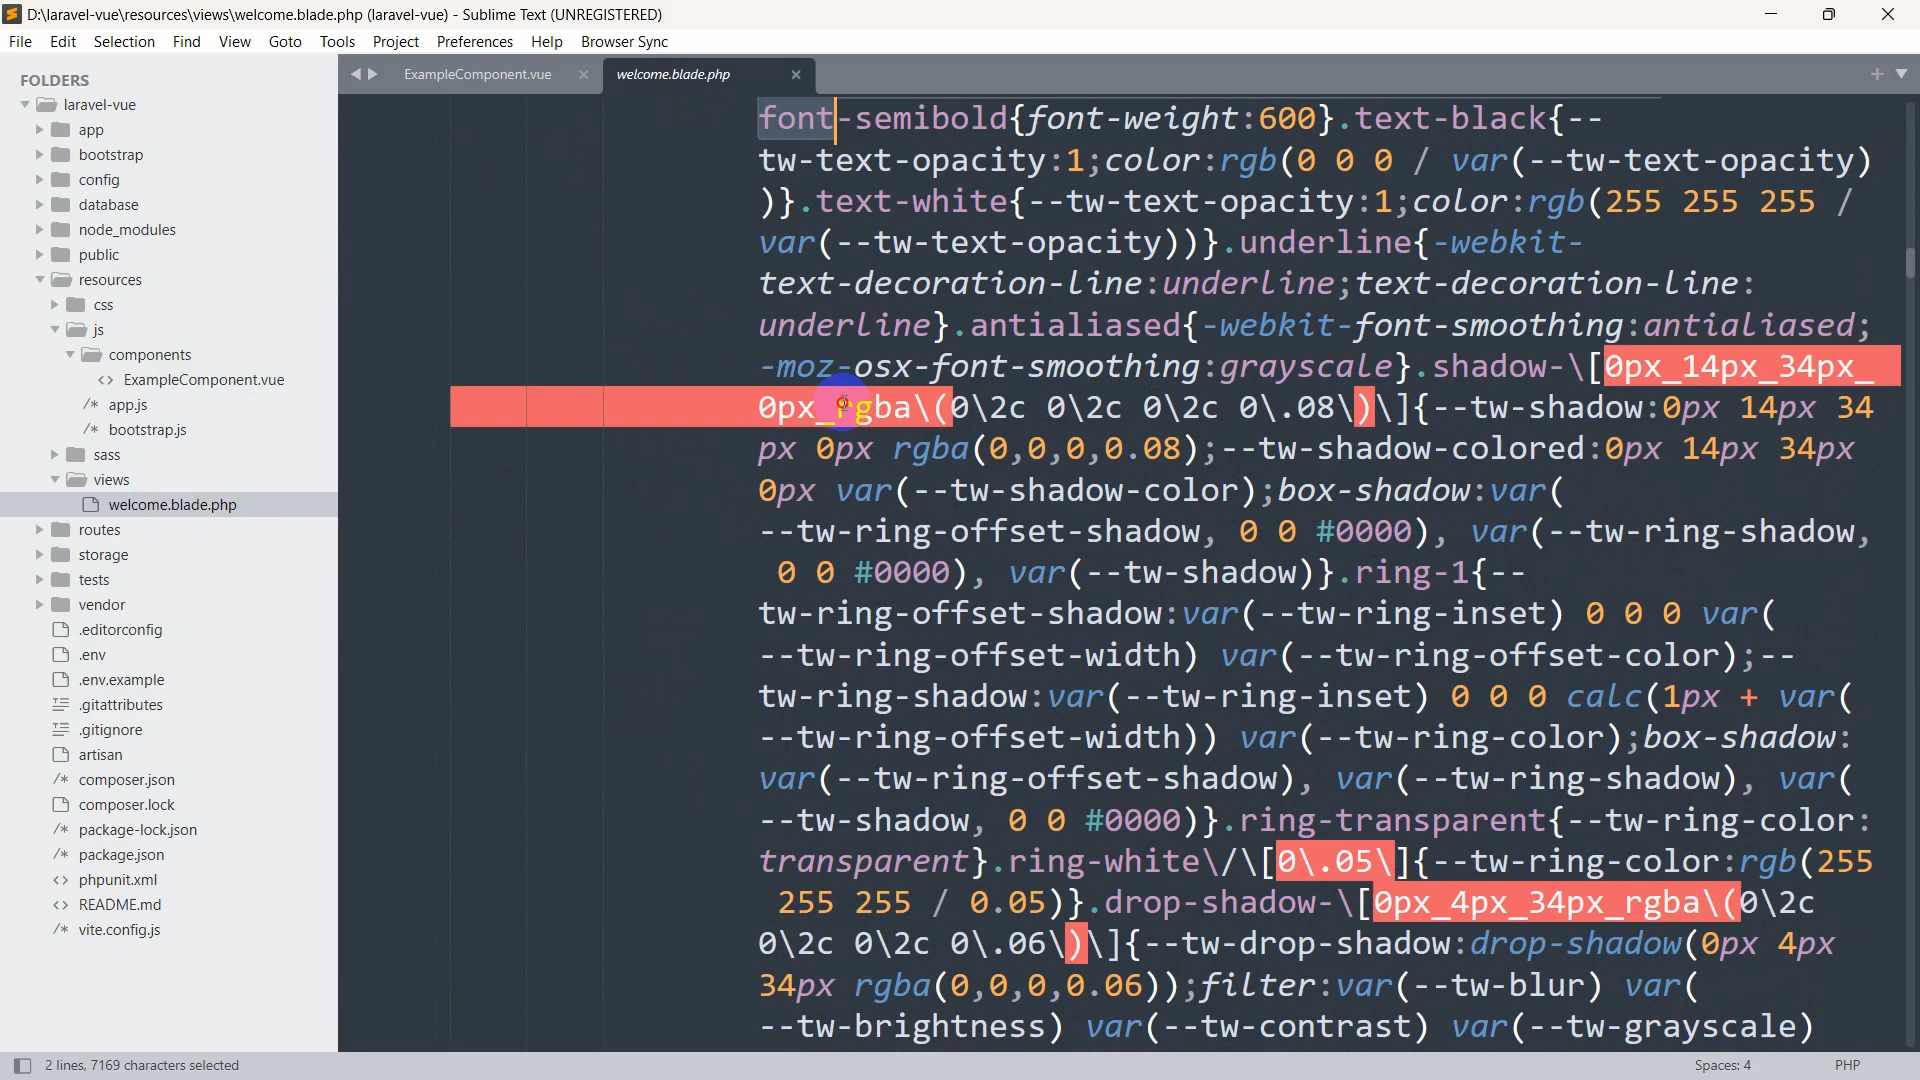 D:\laravel-vue\resources\views\welcome.blade.php (laravel-vue) - Sublime Text (UNREGISTERED)
File Edit Selection Find View Goto Tools Project Preferences Help Browser Sync
FOLDERS
laravel-vue
app
bootstrap
config
database
node_modules
public
resources
css
js
components
<> ExampleComponent.vue
/* app.js
/* bootstrap.js
sass
views
welcome.blade.php
routes
storage
tests
vendor
.editorconfig
.env
.env.example
.gitattributes
.gitignore
artisan
/* composer.json
composer.lock
/* package-lock.json
/* package.json
<> phpunit.xml
<> README.md
/* vite.config.js
ExampleComponent.vue
welcome.blade.php
font-semibold{font-weight:600}.text-black{--
tw-text-opacity:1;color:rgb(0 0 0 / var(--tw-text-opacity)
)}.text-white{--tw-text-opacity:1;color:rgb(255 255 255 /
var(--tw-text-opacity))}.underline{-webkit-
text-decoration-line:underline;text-decoration-line:
underline}.antialiased{-webkit-font-smoothing:antialiased;
-moz-osx-font-smoothing:grayscale}.shadow-\[0px_14px_34px_
0px_rgba\(0\2c 0\2c 0\2c 0\.08\)\]{--tw-shadow:0px 14px 34
px 0px rgba(0,0,0,0.08);--tw-shadow-colored:0px 14px 34px
0px var(--tw-shadow-color);box-shadow:var(
--tw-ring-offset-shadow, 0 0 #0000), var(--tw-ring-shadow,
0 0 #0000), var(--tw-shadow)}.ring-1{--
tw-ring-offset-shadow:var(--tw-ring-inset) 0 0 0 var(
--tw-ring-offset-width) var(--tw-ring-offset-color);--
tw-ring-shadow:var(--tw-ring-inset) 0 0 0 calc(1px + var(
--tw-ring-offset-width)) var(--tw-ring-color);box-shadow:
var(--tw-ring-offset-shadow), var(--tw-ring-shadow), var(
--tw-shadow, 0 0 #0000)}.ring-transparent{--tw-ring-color:
transparent}.ring-white\/\[0\.05\]{--tw-ring-color:rgb(255
255 255 / 0.05)}.drop-shadow-\[0px_4px_34px_rgba\(0\2c
0\2c 0\2c 0\.06\)\]{--tw-drop-shadow:drop-shadow(0px 4px
34px rgba(0,0,0,0.06));filter:var(--tw-blur) var(
--tw-brightness) var(--tw-contrast) var(--tw-grayscale)
2 lines, 7169 characters selected
Spaces: 4
PHP